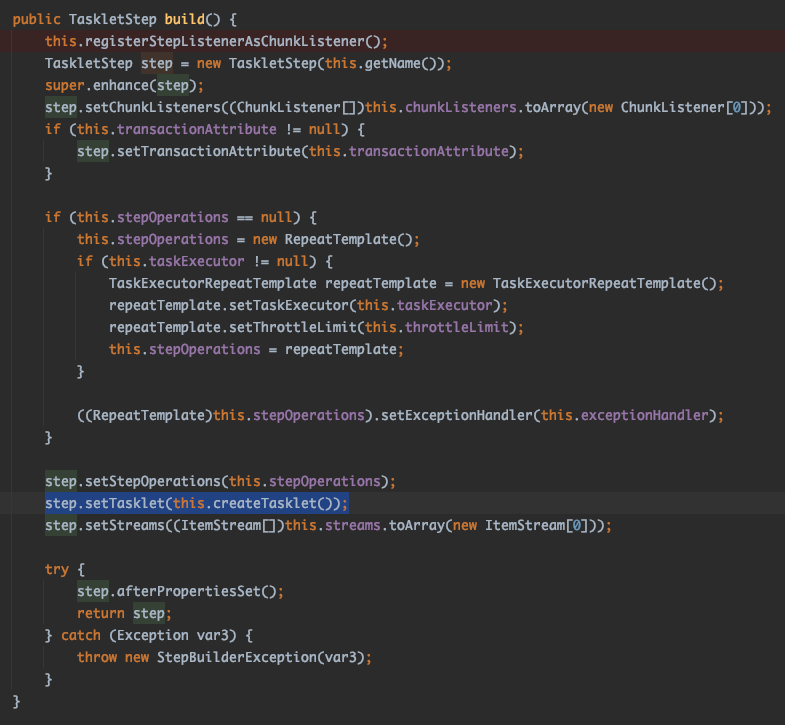 public TaskletStep build() {
this.registerStepListenerAsChunkListener();
TaskletStep step = new TaskletStep(this.getName());
super.enhance(step);
step.setChunkListeners((ChunkListener[])this.chunkListeners.toArray(new ChunkListener[0]));
if (this.transactionAttribute != null) {
step.setTransactionAttribute(this.transactionAttribute);
}
if (this.stepOperations == null) {
this.stepOperations = new RepeatTemplate();
if (this.taskExecutor != null) {
TaskExecutorRepeatTemplate repeatTemplate = new TaskExecutorRepeatTemplate();
repeatTemplate.setTaskExecutor(this.taskExecutor);
repeatTemplate.setThrottleLimit(this.throttleLimit);
this.stepOperations = repeatTemplate;
}
((RepeatTemplate)this.stepOperations).setExceptionHandler(this.exceptionHandler);
}
step.setStepOperations(this.stepOperations);
step.setTasklet(this.createTasklet());
step.setStreams((ItemStream[])this.streams.toArray(new ItemStream[0]));
try {
step.afterPropertiesSet();
return step;
} catch (Exception var3) {
throw new StepBuilderException(var3);
}
}